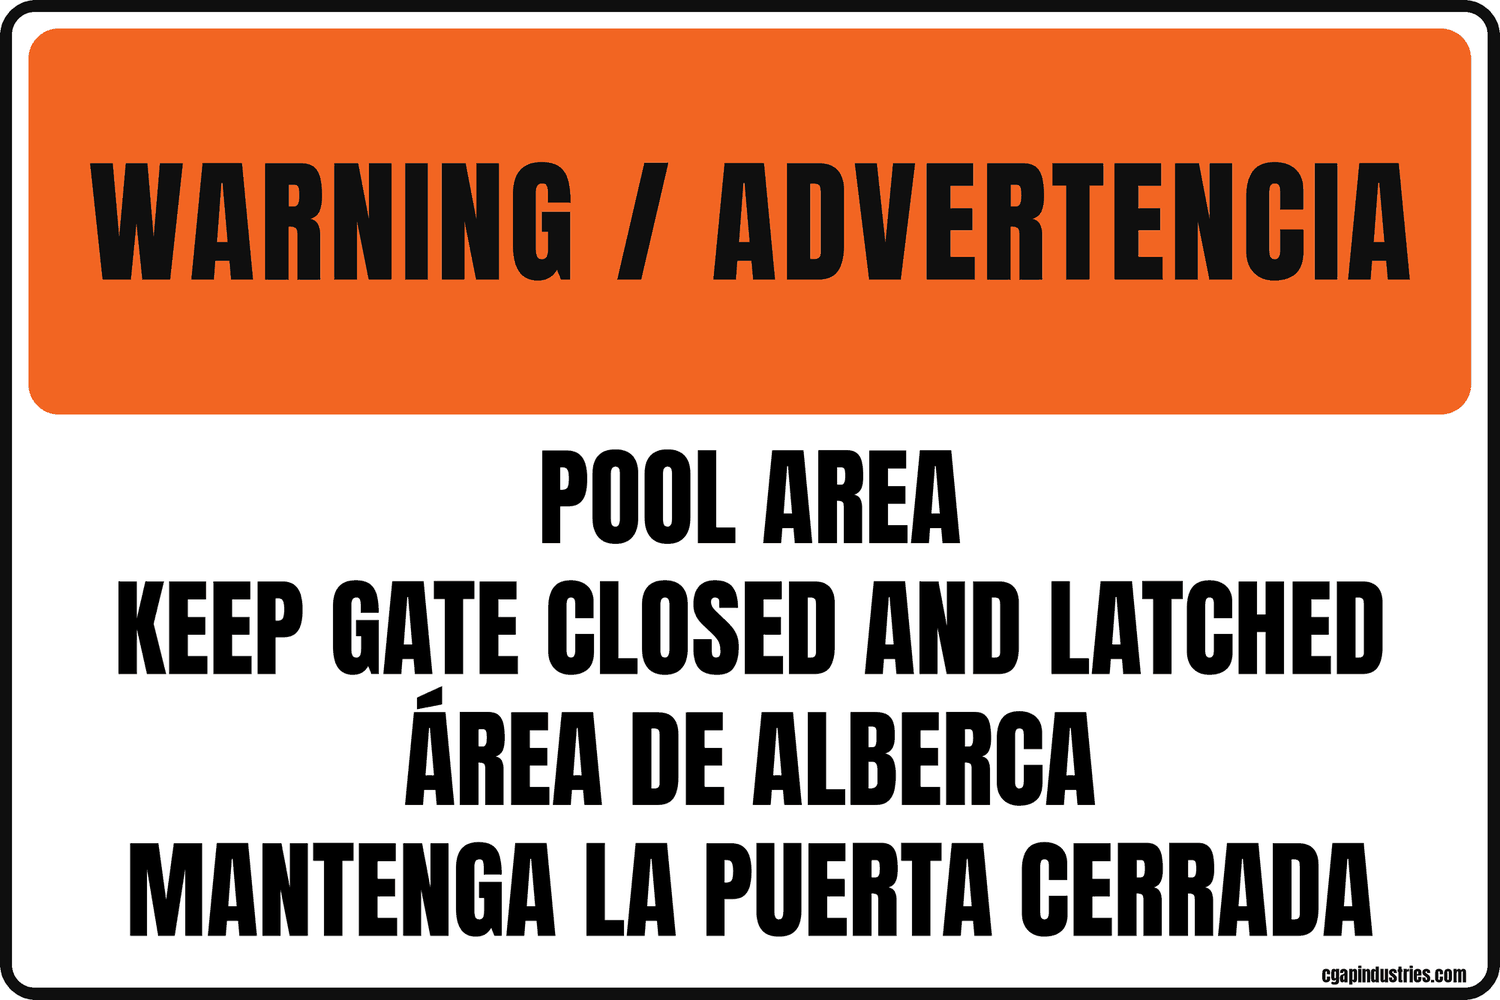 WARNING / ADVERTENCIA
POOL AREA
KEEP GATE CLOSED AND LATCHED
ÁREA DE ALBERCA
MANTENGA LA PUERTA CERRADA
cgapindustries.com